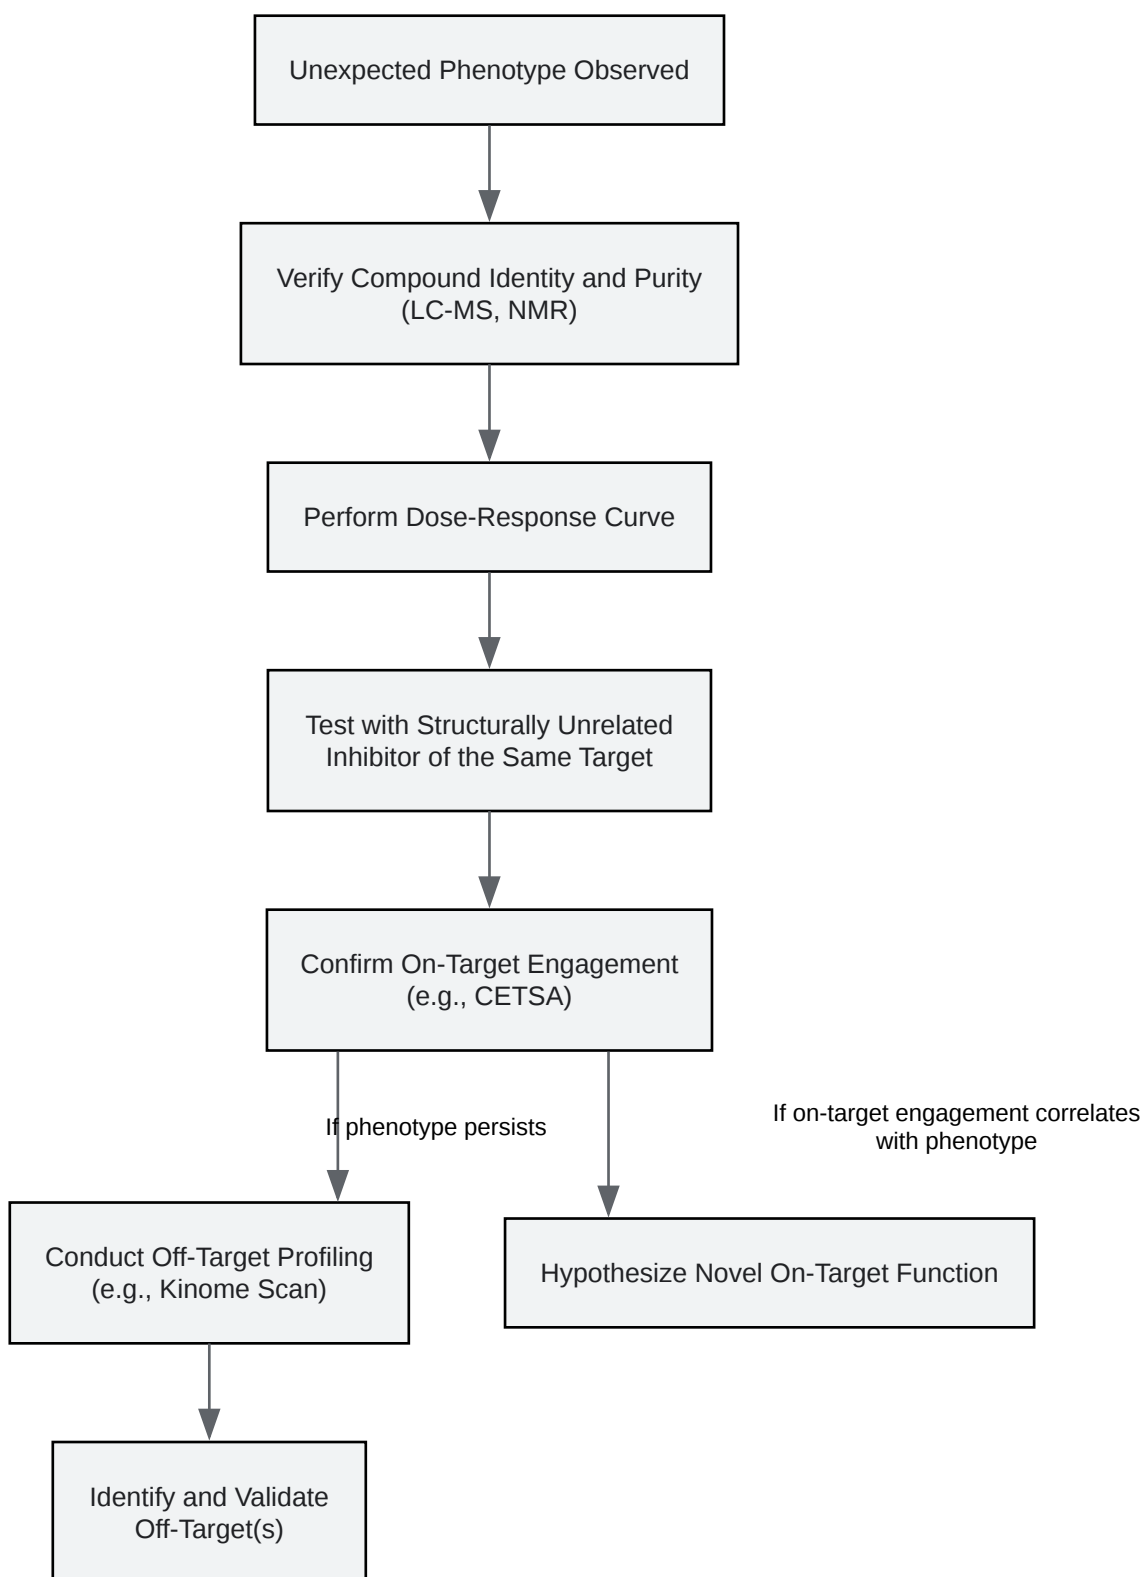 Unexpected Phenotype Observed
Verify Compound Identity and Purity
(LC-MS, NMR)
Perform Dose-Response Curve
Test with Structurally Unrelated
Inhibitor of the Same Target
Confirm On-Target Engagement
(e.g., CETSA)
If phenotype persists
If on-target engagement correlates
with phenotype
Conduct Off-Target Profiling
(e.g., Kinome Scan)
Hypothesize Novel On-Target Function
Identify and Validate
Off-Target(s)